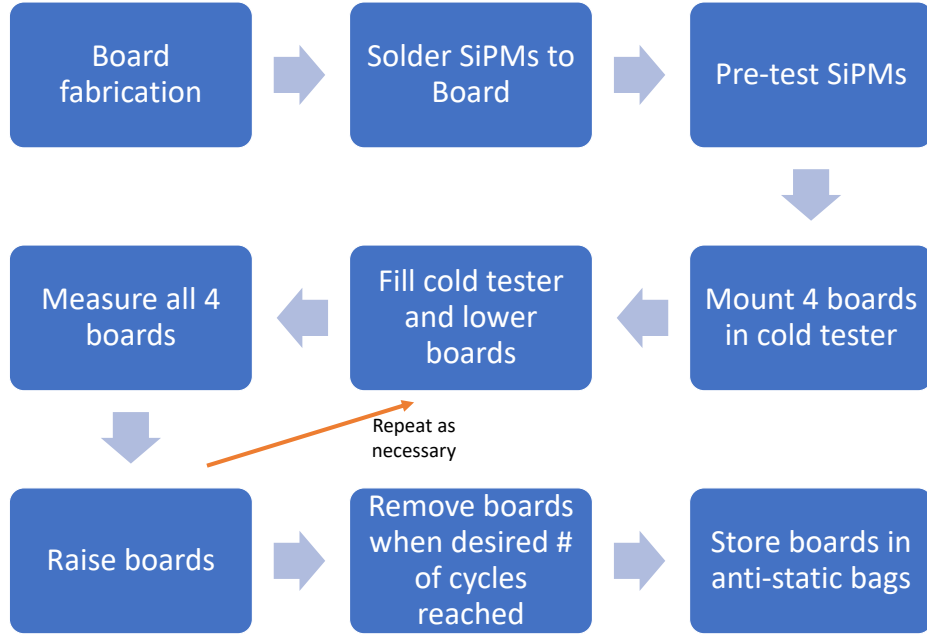 Board
fabrication
Solder SiPMs to
Board
Pre-test SiPMs
Mount 4 boards
in cold tester
Fill cold tester
and lower
boards
Measure all 4
boards
Repeat as
necessary
Raise boards
Remove boards
when desired #
of cycles
reached
Store boards in
anti-static bags